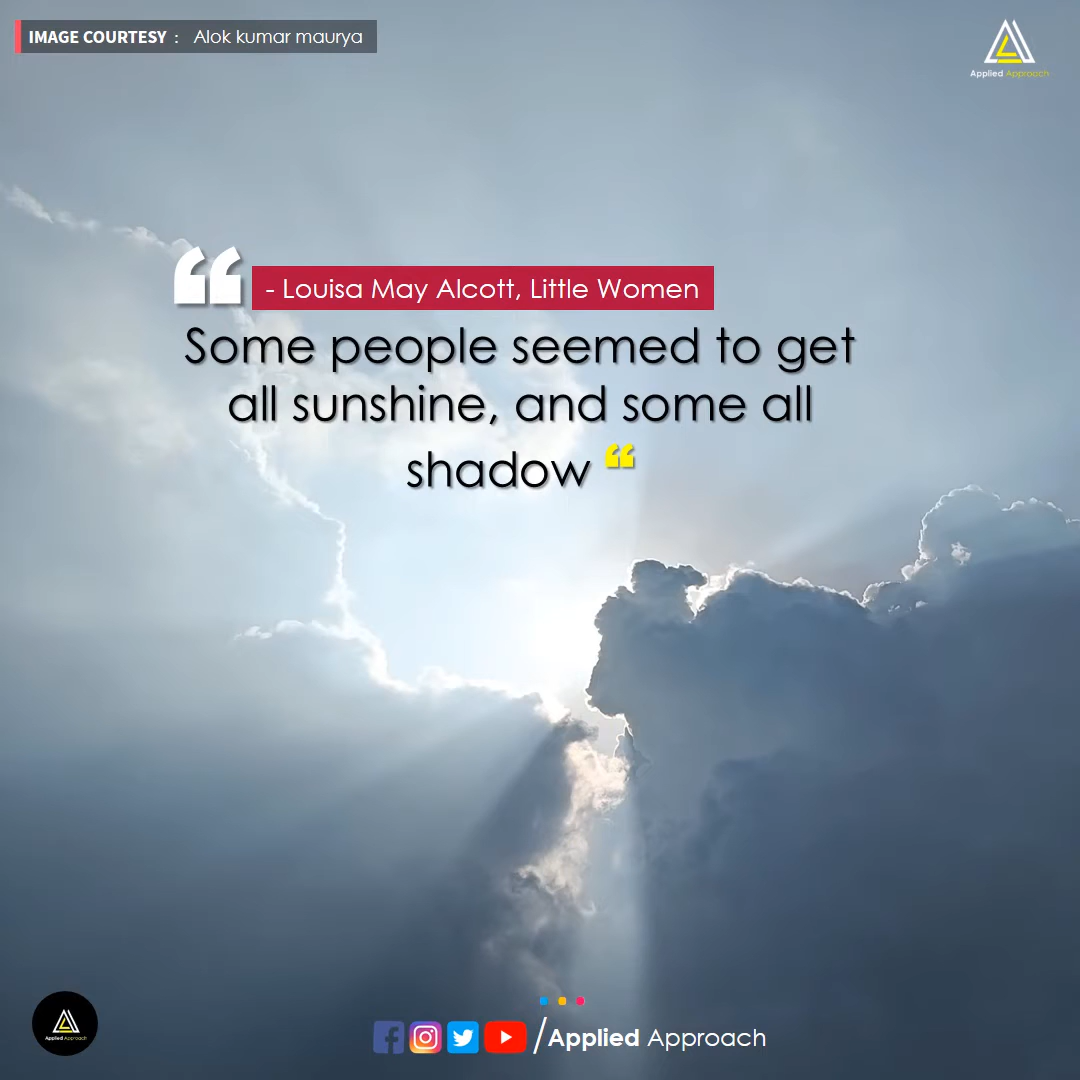 IMAGE COURTESY : Alok kumar maurya
Applied Approach
“ - Louisa May Alcott, Little Women
Some people seemed to get
all sunshine, and some all
shadow “
Applied Approach
/Applied Approach